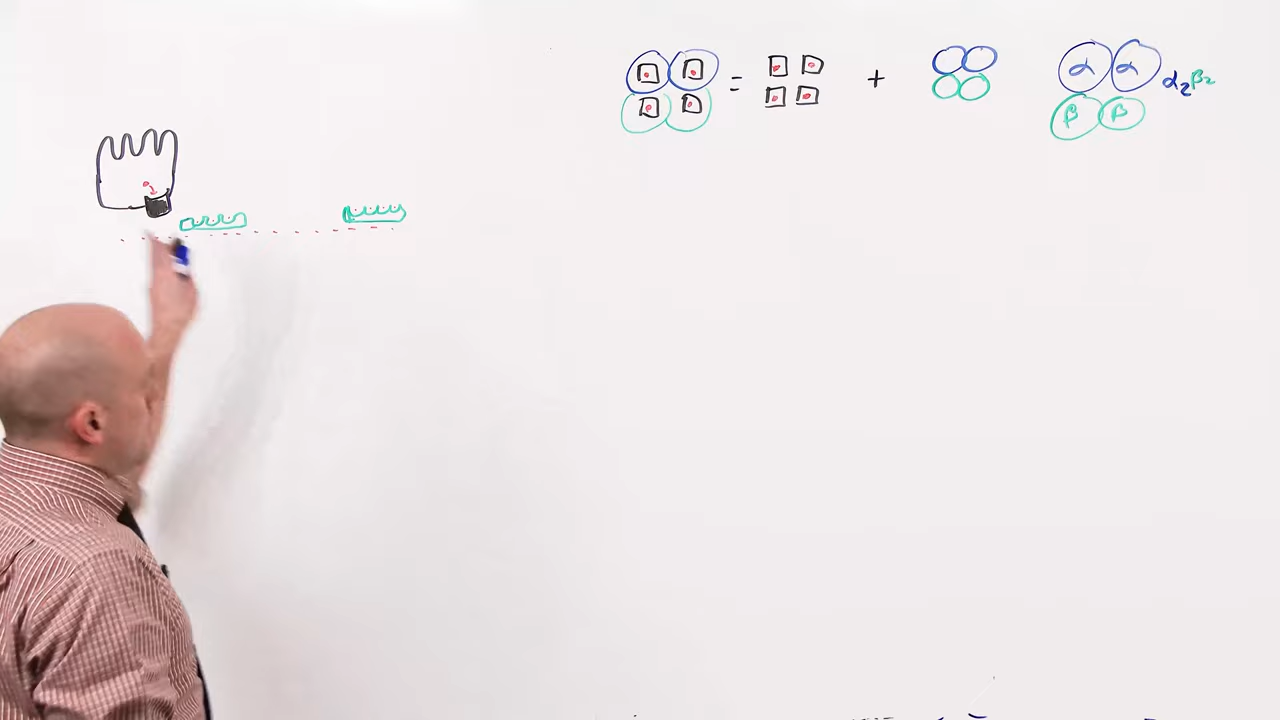 = + α α α₂β₂
β β